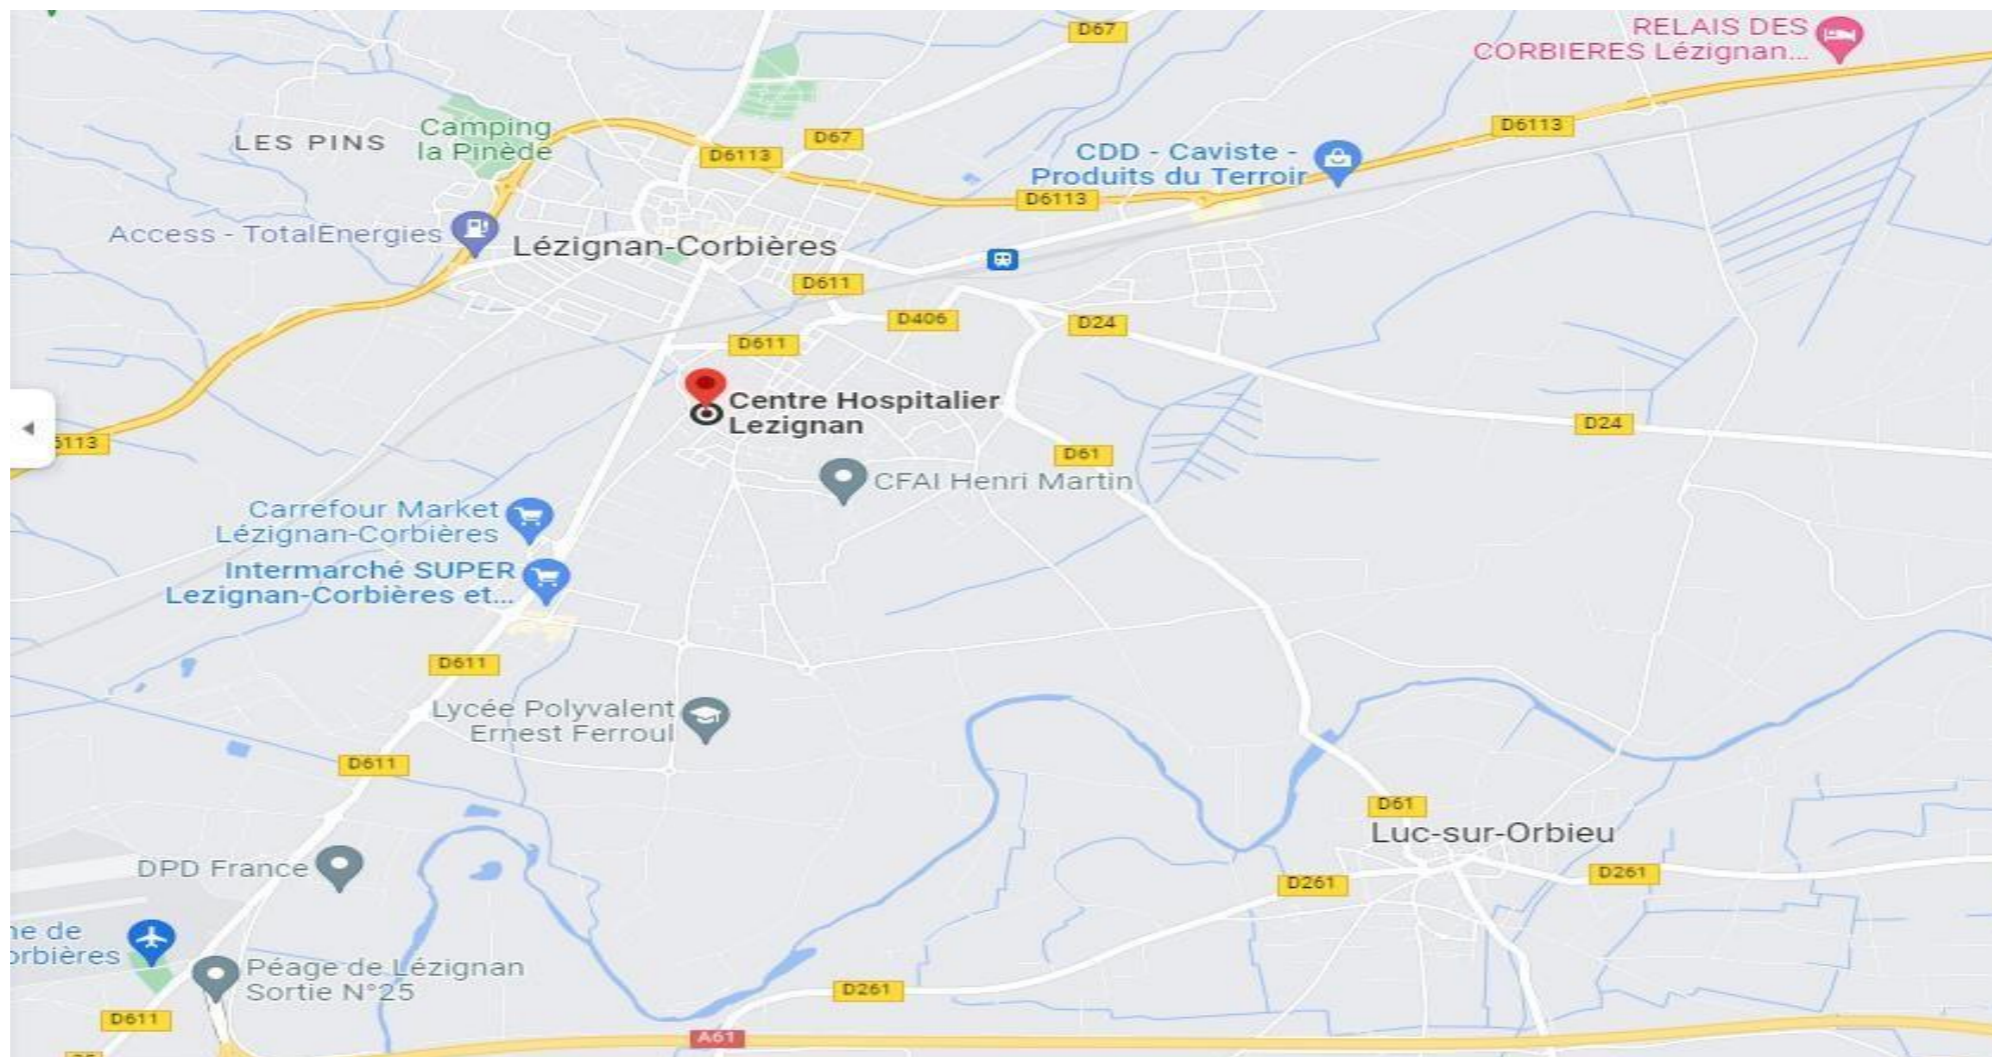 D67
RELAIS DES
CORBIERES Lézignan...
LES PINS
Camping
la Pinède
D67
D6113
D6113
CDD - Caviste -
Produits du Terroir
D6113
Access - TotalEnergies
Lézignan-Corbières
D611
D406
D24
D611
Centre Hospitalier
Lezignan
D24
6113
D61
CFAI Henri Martin
Carrefour Market
Lézignan-Corbières
Intermarché SUPER
Lezignan-Corbières et...
D611
Lycée Polyvalent
Ernest Ferroul
D611
D61
Luc-sur-Orbieu
DPD France
D261
D261
ne de
orbières
Péage de Lézignan
Sortie N°25
D261
D611
A61